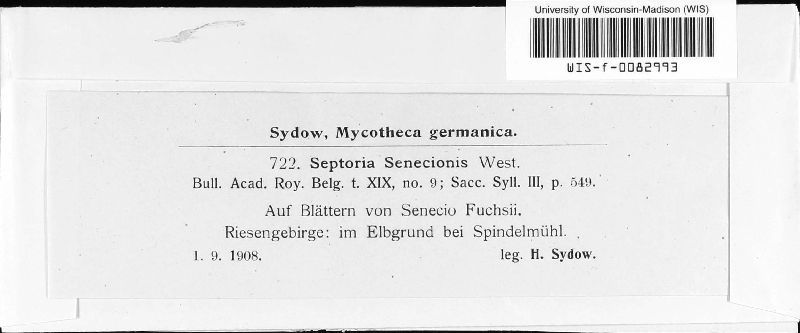 University of Wisconsin-Madison (WIS)
WIS-f-0082993
Sydow, Mycotheca germanica.
722. Septoria Senecionis West.
Bull. Acad. Roy. Belg. t. XIX, no. 9; Sacc. Syll. III, p. 549.
Auf Blättern von Senecio Fuchsii.
Riesengebirge: im Elbgrund bei Spindelmühl.
1. 9. 1908. leg. H. Sydow.